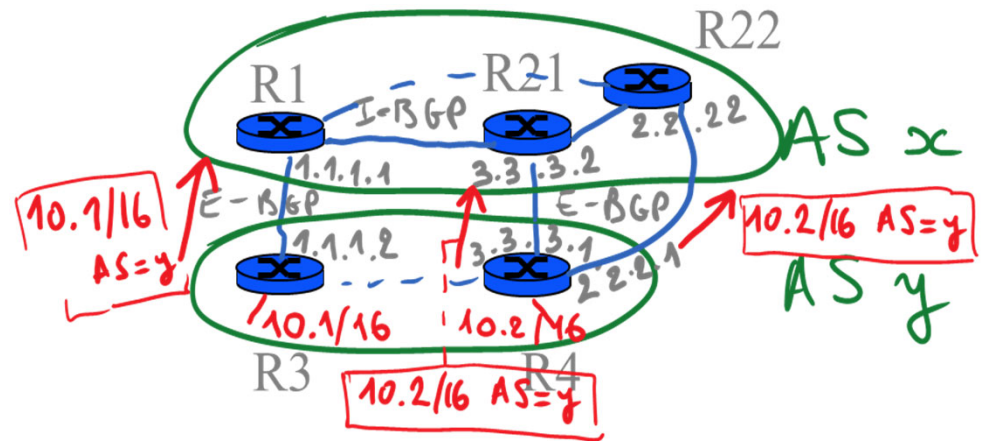 R22
R1
R21
I-BGP
2.2.22
AS x
1.1.1.1
3.3.3.2
10.1/16
AS=y
E-BGP
E-BGP
10.2/16 AS=y
1.1.1.2
3.3.3.1
2.2.2.1
AS y
10.1/16
10.2/16
R3
R4
10.2/16 AS=y